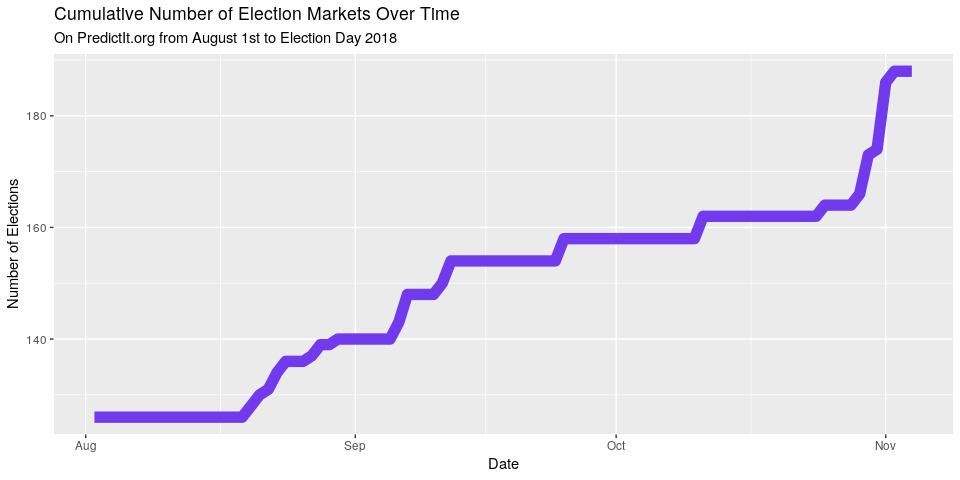 Cumulative Number of Election Markets Over Time
On PredictIt.org from August 1st to Election Day 2018
Number of Elections
180
160
140
Aug
Sep
Oct
Nov
Date